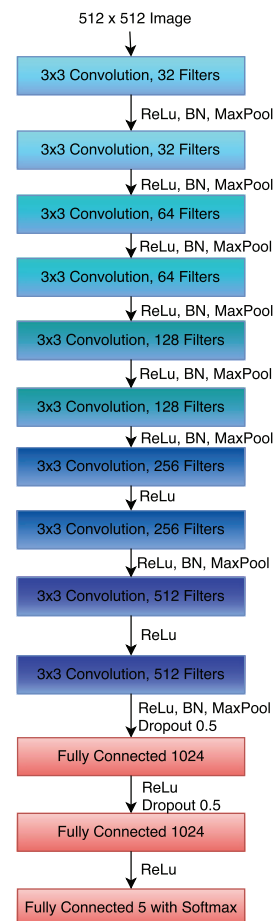 512 x 512 Image
3x3 Convolution, 32 Filters
ReLu, BN, MaxPool
3x3 Convolution, 32 Filters
ReLu, BN, MaxPool
3x3 Convolution, 64 Filters
ReLu, BN, MaxPool
3x3 Convolution, 64 Filters
ReLu, BN, MaxPool
3x3 Convolution, 128 Filters
ReLu, BN, MaxPool
3x3 Convolution, 128 Filters
ReLu, BN, MaxPool
3x3 Convolution, 256 Filters
ReLu
3x3 Convolution, 256 Filters
ReLu, BN, MaxPool
3x3 Convolution, 512 Filters
ReLu
3x3 Convolution, 512 Filters
ReLu, BN, MaxPool
Dropout 0.5
Fully Connected 1024
ReLu
Dropout 0.5
Fully Connected 1024
ReLu
Fully Connected 5 with Softmax